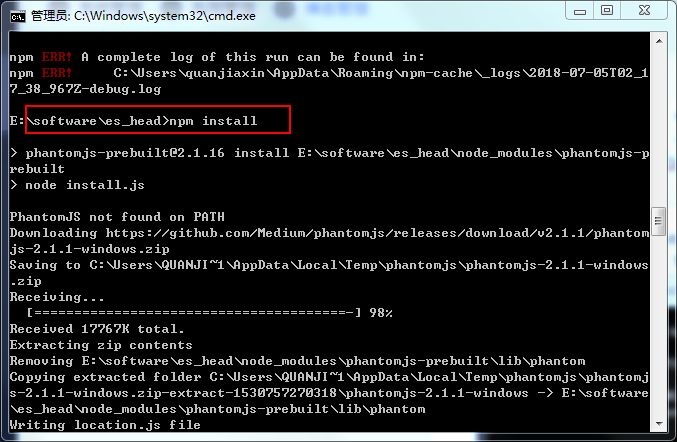 管理员: C:\Windows\system32\cmd.exe
npm ERR! A complete log of this run can be found in:
npm ERR!     C:\Users\quanjiaxin\AppData\Roaming\npm-cache\_logs\2018-07-05T02_1
7_38_967Z-debug.log
E:\software\es_head>npm install
> phantomjs-prebuilt@2.1.16 install E:\software\es_head\node_modules\phantomjs-p
rebuilt
> node install.js
PhantomJS not found on PATH
Downloading https://github.com/Medium/phantomjs/releases/download/v2.1.1/phantom
js-2.1.1-windows.zip
Saving to C:\Users\QUANJI~1\AppData\Local\Temp\phantomjs\phantomjs-2.1.1-windows
.zip
Receiving...
  [=======================================-] 98%
Received 17767K total.
Extracting zip contents
Removing E:\software\es_head\node_modules\phantomjs-prebuilt\lib\phantom
Copying extracted folder C:\Users\QUANJI~1\AppData\Local\Temp\phantomjs\phantomj
s-2.1.1-windows.zip-extract-1530757270318\phantomjs-2.1.1-windows -> E:\software
\es_head\node_modules\phantomjs-prebuilt\lib\phantom
Writing location.js file